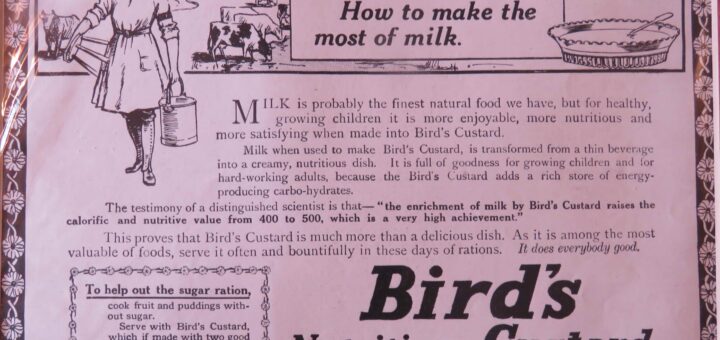 How to make the
most of milk.
MILK is probably the finest natural food we have, but for healthy,
growing children it is more enjoyable, more nutritious and
more satisfying when made into Bird's Custard.
Milk when used to make Bird's Custard, is transformed from a thin beverage
into a creamy, nutritious dish. It is full of goodness for growing children and for
hard-working adults, because the Bird's Custard adds a rich store of energy-
producing carbo-hydrates.
The testimony of a distinguished scientist is that—"the enrichment of milk by Bird's Custard raises the
calorific and nutritive value from 400 to 500, which is a very high achievement."
This proves that Bird's Custard is much more than a delicious dish. As it is among the most
valuable of foods, serve it often and bountifully in these days of rations. It does everybody good.
To help out the sugar ration,
cook fruit and puddings with-
out sugar.
Serve with Bird's Custard,
which if made with two good
Bird's
Nutritious Custard